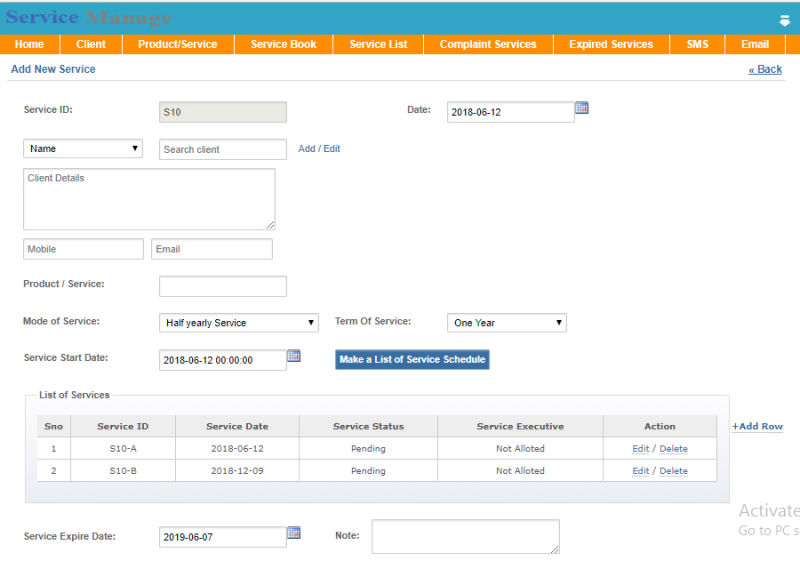 Service Manage
Home Client Product/Service Service Book Service List Complaint Services Expired Services SMS Email
Add New Service « Back
Service ID: S10 Date: 2018-06-12
Name Search client Add / Edit
Client Details
Mobile Email
Product / Service:
Mode of Service: Half yearly Service Term Of Service: One Year
Service Start Date: 2018-06-12 00:00:00 Make a List of Service Schedule
List of Services
Sno Service ID Service Date Service Status Service Executive Action +Add Row
1 S10-A 2018-06-12 Pending Not Alloted Edit / Delete
2 S10-B 2018-12-09 Pending Not Alloted Edit / Delete
Activate
Go to PC s
Service Expire Date: 2019-06-07 Note: